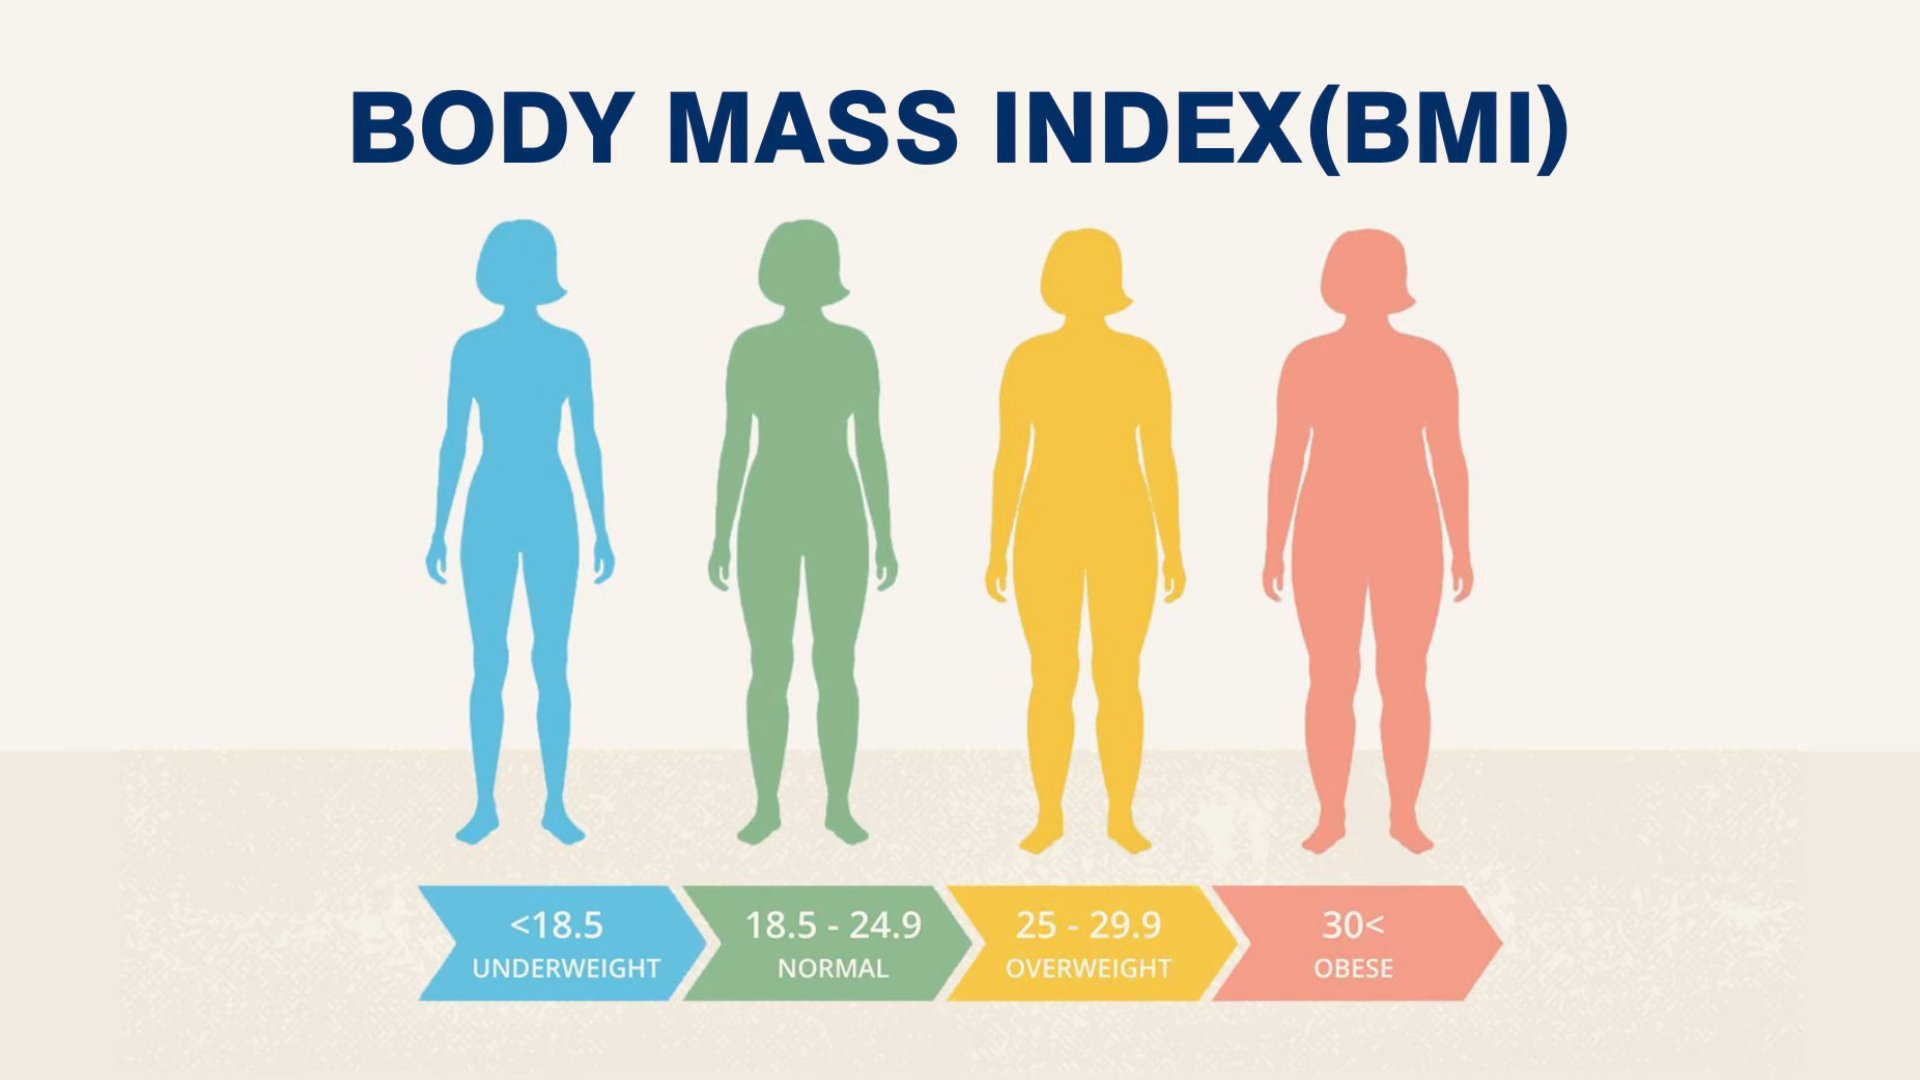 BODY MASS INDEX(BMI)
<18.5
UNDERWEIGHT
18.5 - 24.9
NORMAL
25 - 29.9
OVERWEIGHT
30<
OBESE